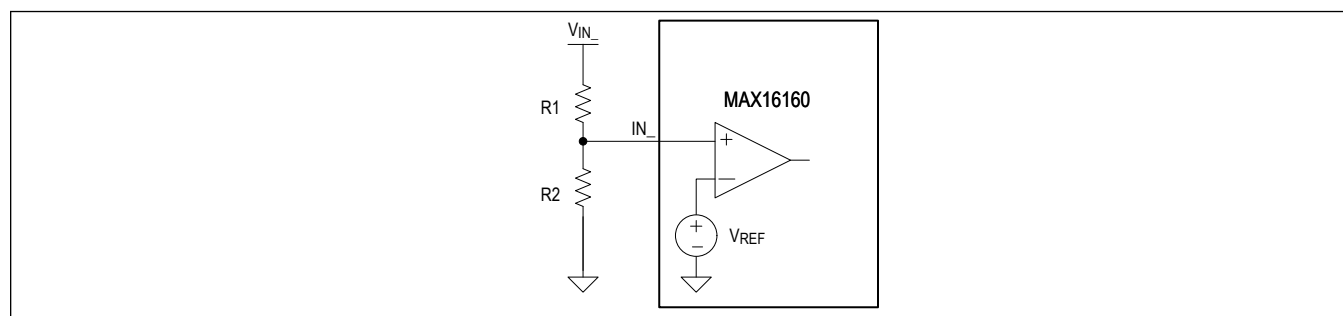 VIN_
R1
MAX16160
IN_
+
−
R2
+
−
VREF